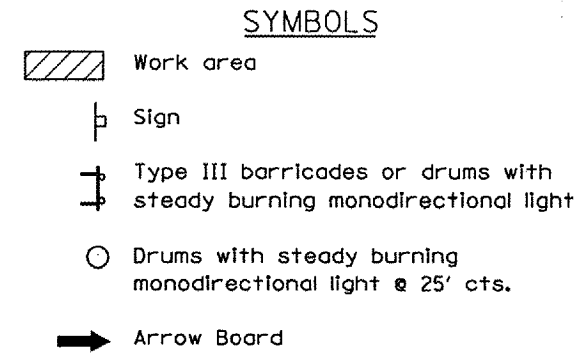 SYMBOLS
Work area
Sign
Type III barricades or drums with
steady burning monodirectional light
Drums with steady burning
monodirectional light @ 25' cts.
Arrow Board